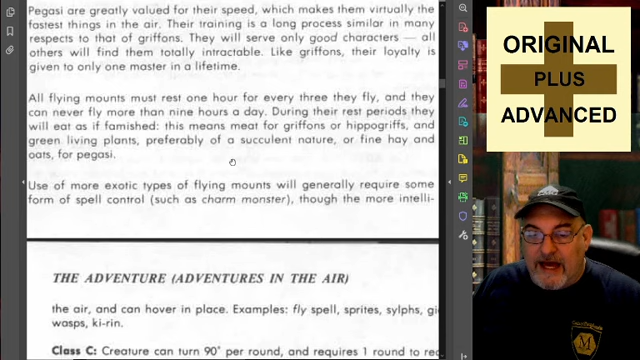 Pegasi are greatly valued for their speed, which makes them virtually the
fastest things in the air. Their training is a long process similar in many
respects to that of griffons. They will serve only good characters — all
others will find them totally intractable. Like griffons, their loyalty is
given to only one master in a lifetime.
All flying mounts must rest one hour for every three they fly, and they
can never fly more than nine hours a day. During their rest periods they
will eat as if famished: this means meat for griffons or hippogriffs, and
green living plants, preferably of a succulent nature, or fine hay and
oats, for pegasi.
Use of more exotic types of flying mounts will generally require some
form of spell control (such as charm monster), though the more intelli-
THE ADVENTURE (ADVENTURES IN THE AIR)
the air, and can hover in place. Examples: fly spell, sprites, sylphs, gi
wasps, ki-rin.
Class C: Creature can turn 90° per round, and requires 1 round to rea
ORIGINAL
PLUS
ADVANCED
M